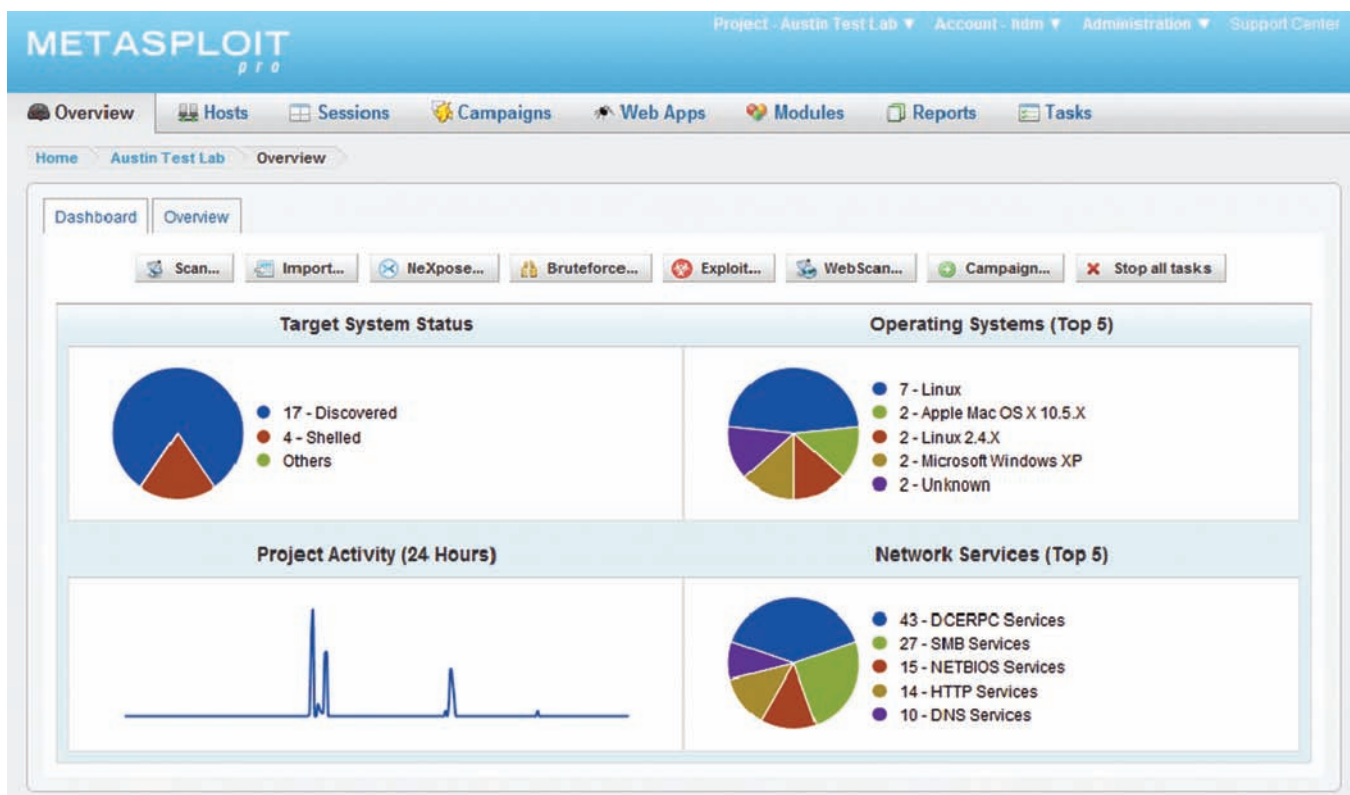 Project - Austin Test Lab ▼ Account - hdm ▼ Administration ▼ Support Center
METASPLOIT
pro
Overview Hosts Sessions Campaigns Web Apps Modules Reports Tasks
Home Austin Test Lab Overview
Dashboard Overview
Scan... Import... NeXpose... Bruteforce... Exploit... WebScan... Campaign... Stop all tasks
Target System Status
17 - Discovered
4 - Shelled
Others
Operating Systems (Top 5)
7 - Linux
2 - Apple Mac OS X 10.5.X
2 - Linux 2.4.X
2 - Microsoft Windows XP
2 - Unknown
Project Activity (24 Hours)
Network Services (Top 5)
43 - DCERPC Services
27 - SMB Services
15 - NETBIOS Services
14 - HTTP Services
10 - DNS Services